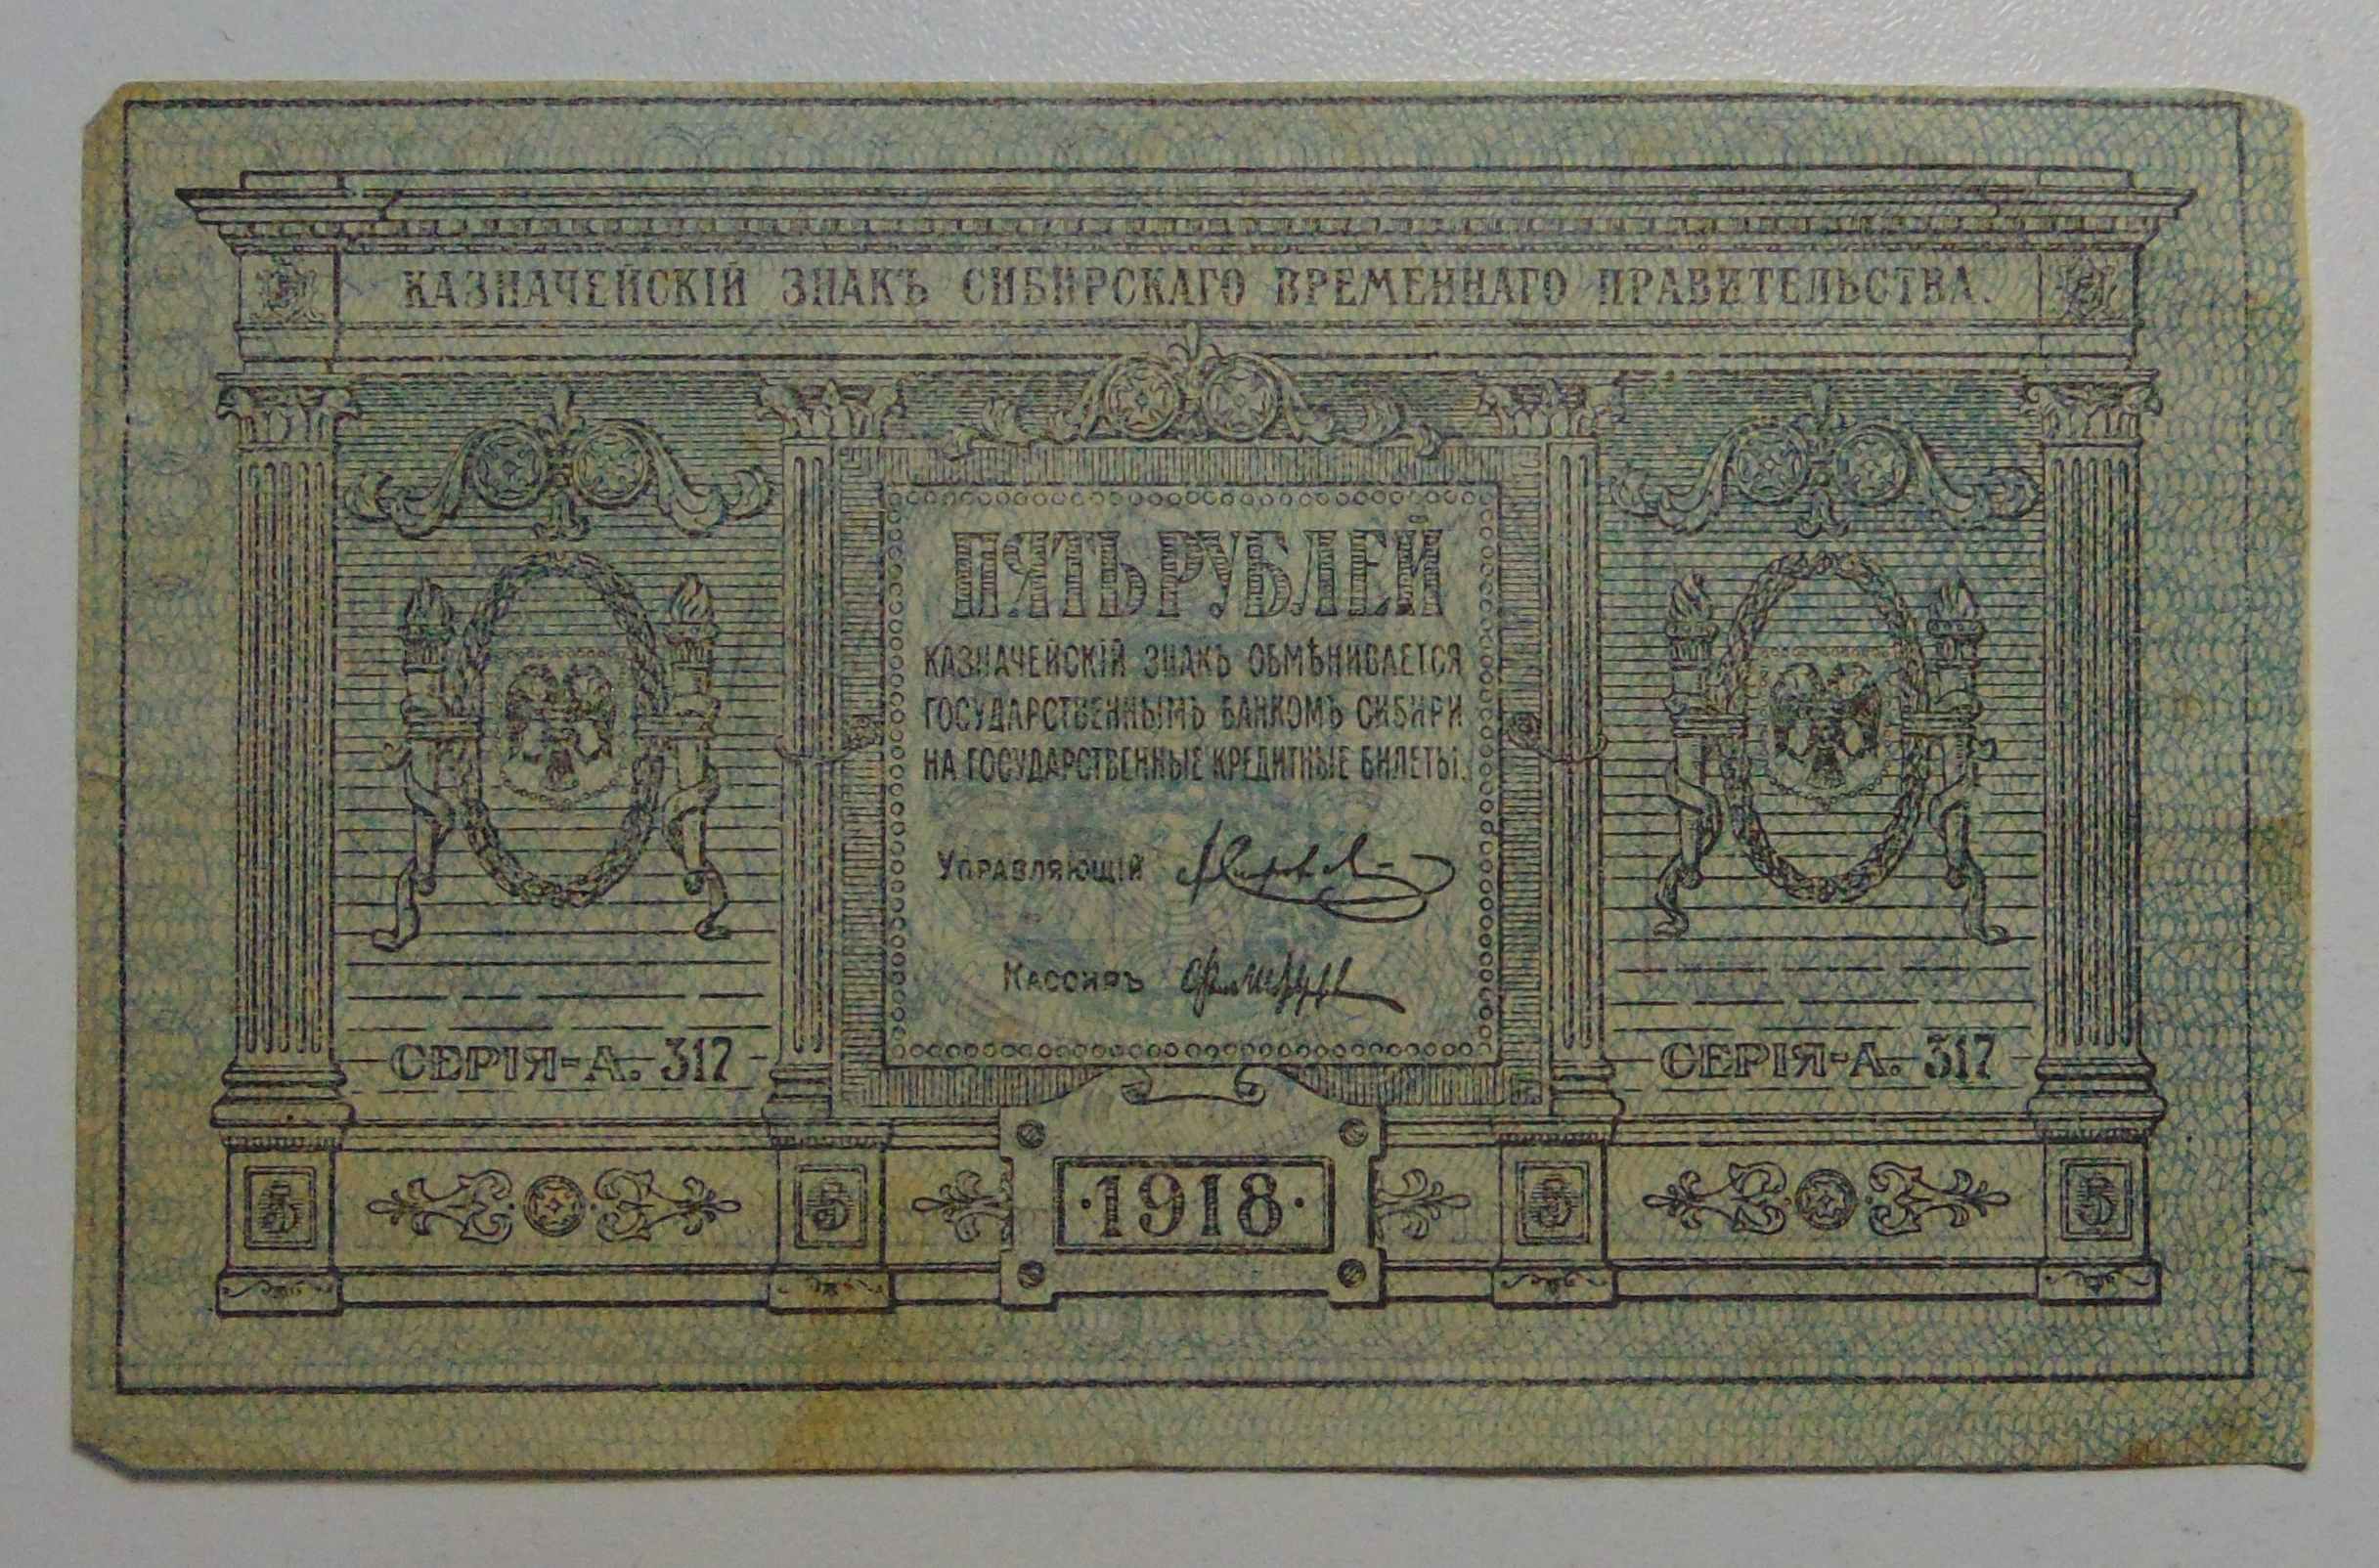 КАЗНАЧЕЙСКІЙ ЗНАКЪ СИБИРСКАГО ВРЕМЕННАГО ПРАВИТЕЛЬСТВА.
ПЯТЬ РУБЛЕЙ
КАЗНАЧЕЙСКІЙ ЗНАКЪ ОБМѢНИВАЕТСЯ
ГОСУДАРСТВЕННЫМЪ БАНКОМЪ СИБИРИ
НА ГОСУДАРСТВЕННЫЕ КРЕДИТНЫЕ БИЛЕТЫ.
УПРАВЛЯЮЩІЙ
КАССИРЪ
СЕРІЯ-А. 317
СЕРІЯ-А. 317
5
5
·1918·
5
5